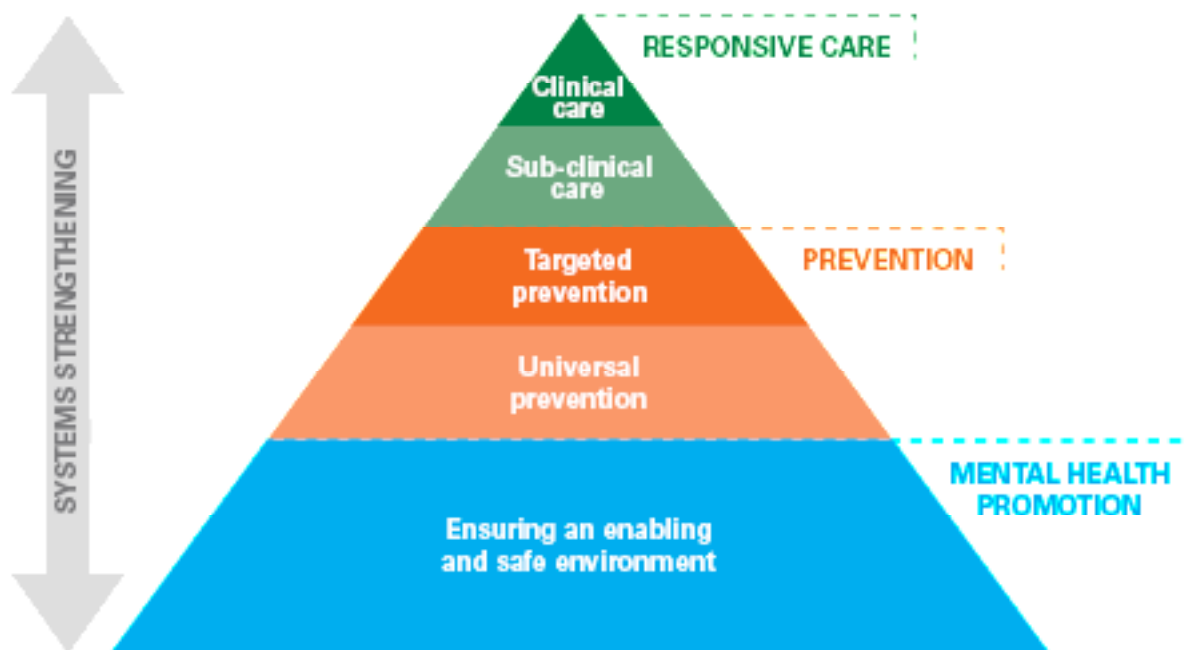 RESPONSIVE CARE
Clinical
care
Sub-clinical
care
PREVENTION
Targeted
prevention
Universal
prevention
MENTAL HEALTH
PROMOTION
Ensuring an enabling
and safe environment
SYSTEMS STRENGTHENING